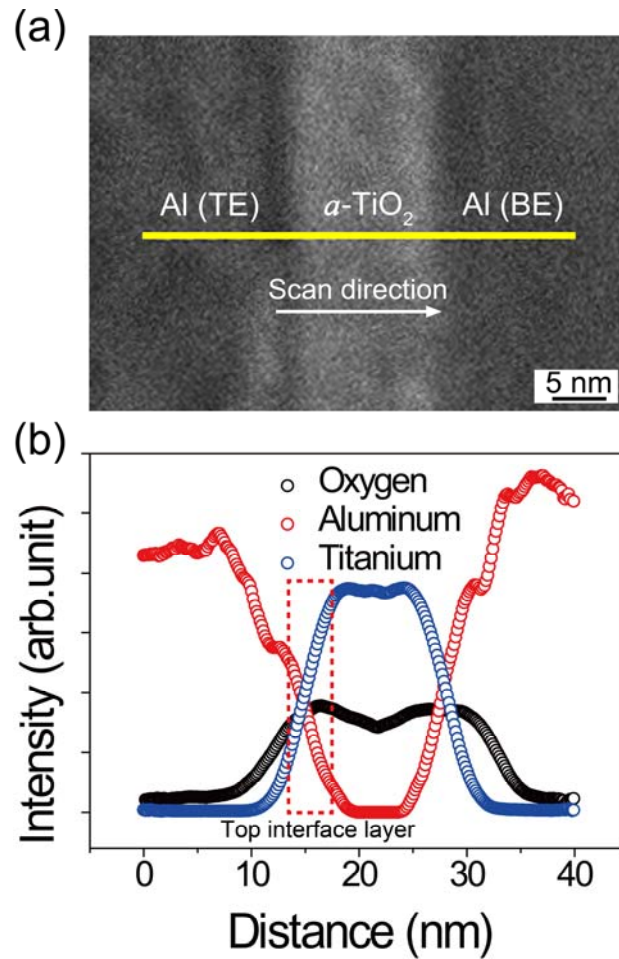 (a)
Al (TE) a-TiO₂ Al (BE)
Scan direction
5 nm
(b)
Oxygen
Aluminum
Titanium
Intensity (arb.unit)
Top interface layer
0 10 20 30 40
Distance (nm)